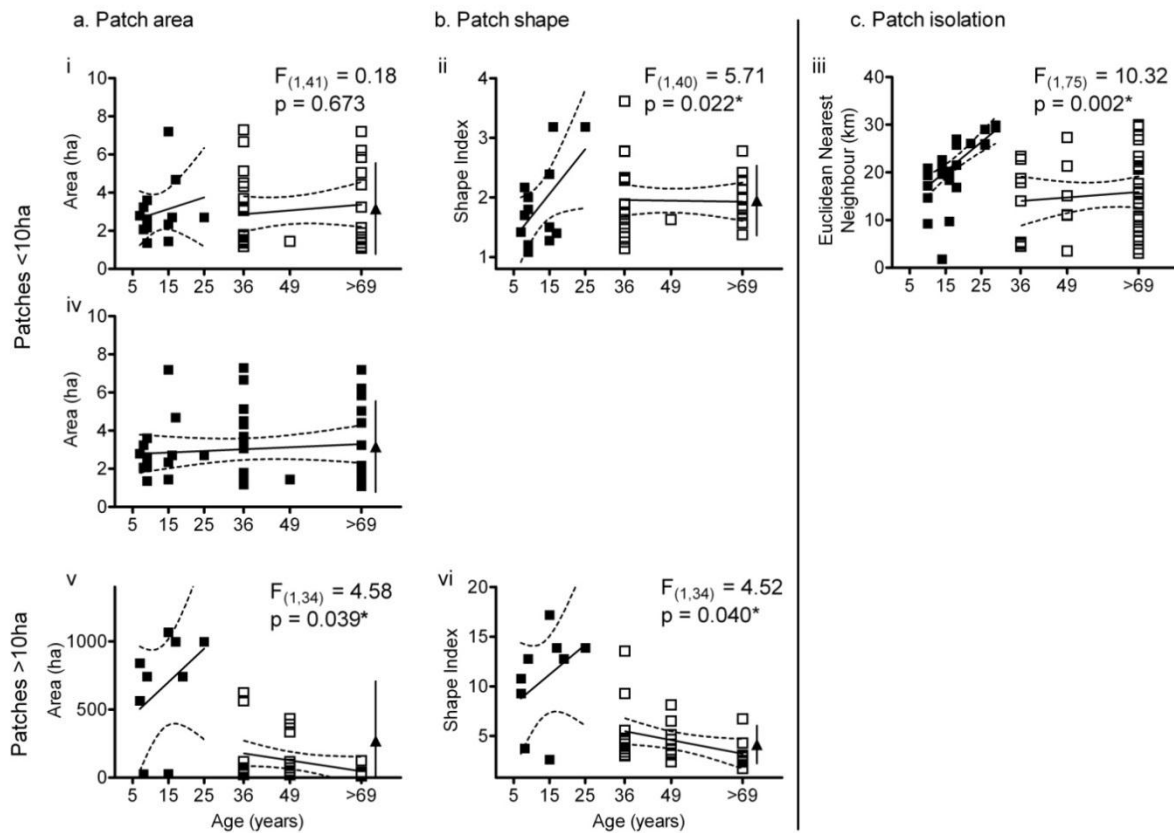 a. Patch area
b. Patch shape
c. Patch isolation
Patches <10ha
i
F(1,41) = 0.18
p = 0.673
Area (ha)
10
8
6
4
2
0
5 15 25 36 49 >69
ii
F(1,40) = 5.71
p = 0.022*
Shape Index
4
3
2
1
5 15 25 36 49 >69
iii
F(1,75) = 10.32
p = 0.002*
Euclidean Nearest
Neighbour (km)
40
30
20
10
0
5 15 25 36 49 >69
iv
Area (ha)
10
8
6
4
2
0
5 15 25 36 49 >69
Patches >10ha
v
F(1,34) = 4.58
p = 0.039*
Area (ha)
1000
500
0
5 15 25 36 49 >69
Age (years)
vi
F(1,34) = 4.52
p = 0.040*
Shape Index
20
15
10
5
5 15 25 36 49 >69
Age (years)